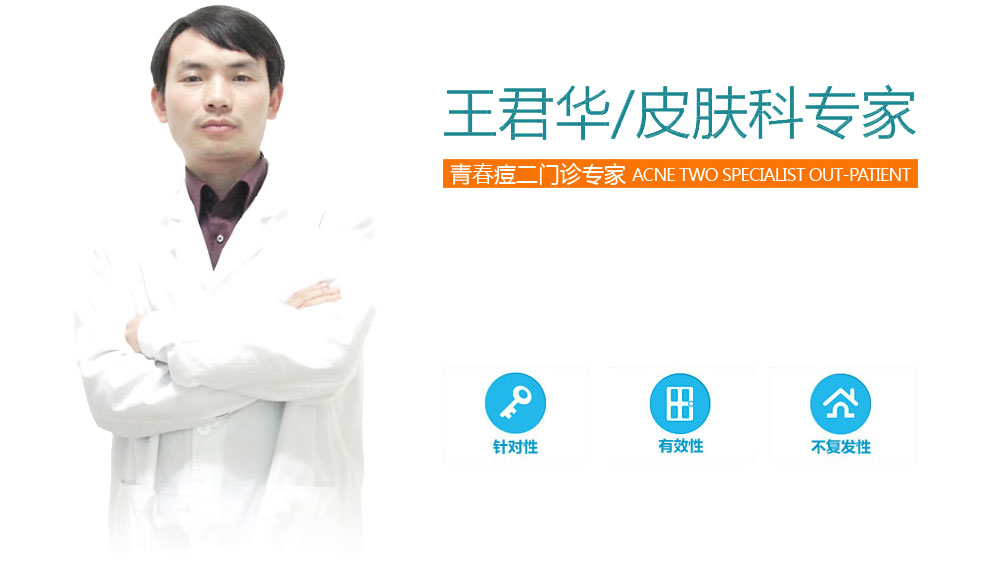 王君华/皮肤科专家
青春痘二门诊专家 ACNE TWO SPECIALIST OUT-PATIENT
针对性
有效性
不复发性